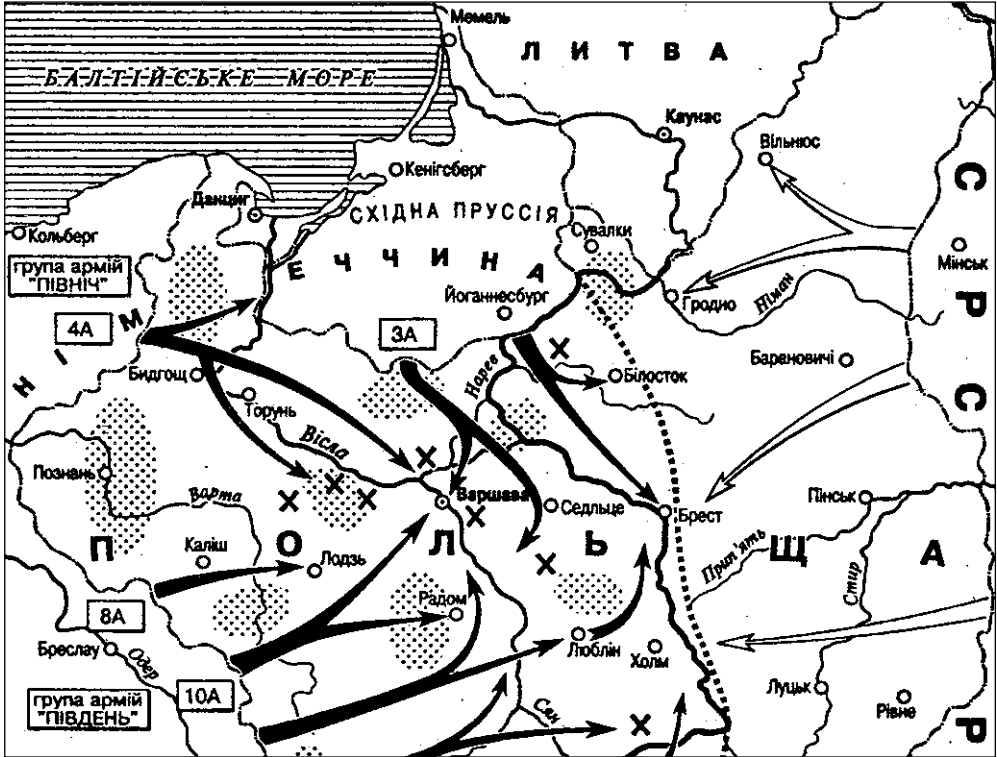 Мемель
ЛИТВА
БАЛТІЙСЬКЕ МОРЕ
Каунас
Вільнюс
Кенігсберг
Данциг
СХІДНА ПРУССІЯ
Кольберг
Сувалки
Мінськ
група армій
"ПІВНІЧ"
НІМЕЧЧИНА
Йоганнесбург
Гродно
Німан
4А
3А
Бидгощ
Нарев
Білосток
Барановичі
Торунь
Вісла
Познань
Варта
Варшава
Седльце
Брест
Пінськ
ПОЛЬЩА
Каліш
Лодзь
Прип'ять
Стир
8А
Радом
Бреслау
Одер
Люблін
Холм
10А
Луцьк
Рівне
група армій
"ПІВДЕНЬ"
Сян
СРСР